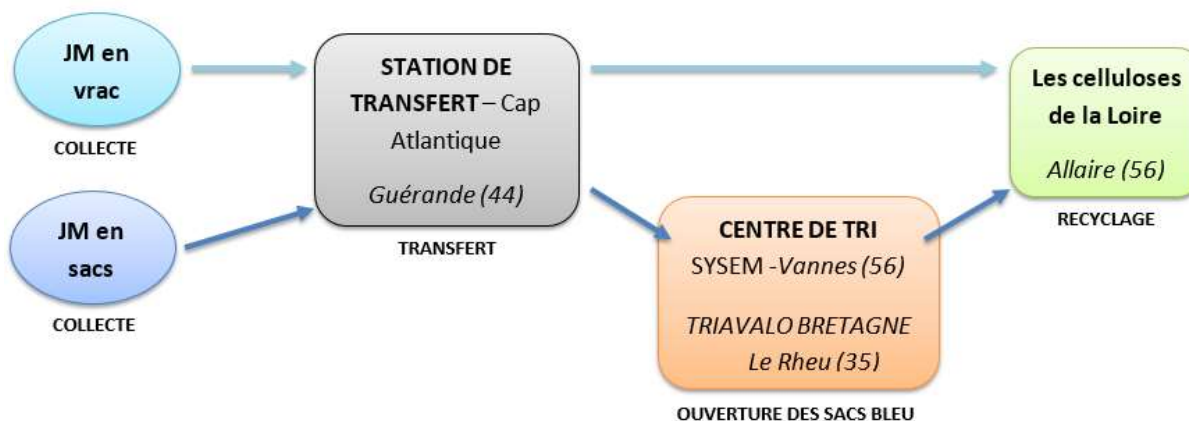 JM en
vrac
COLLECTE
JM en
sacs
COLLECTE
STATION DE
TRANSFERT – Cap
Atlantique
Guérande (44)
TRANSFERT
CENTRE DE TRI
SYSEM -Vannes (56)
TRIAVALO BRETAGNE
Le Rheu (35)
OUVERTURE DES SACS BLEU
Les celluloses
de la Loire
Allaire (56)
RECYCLAGE